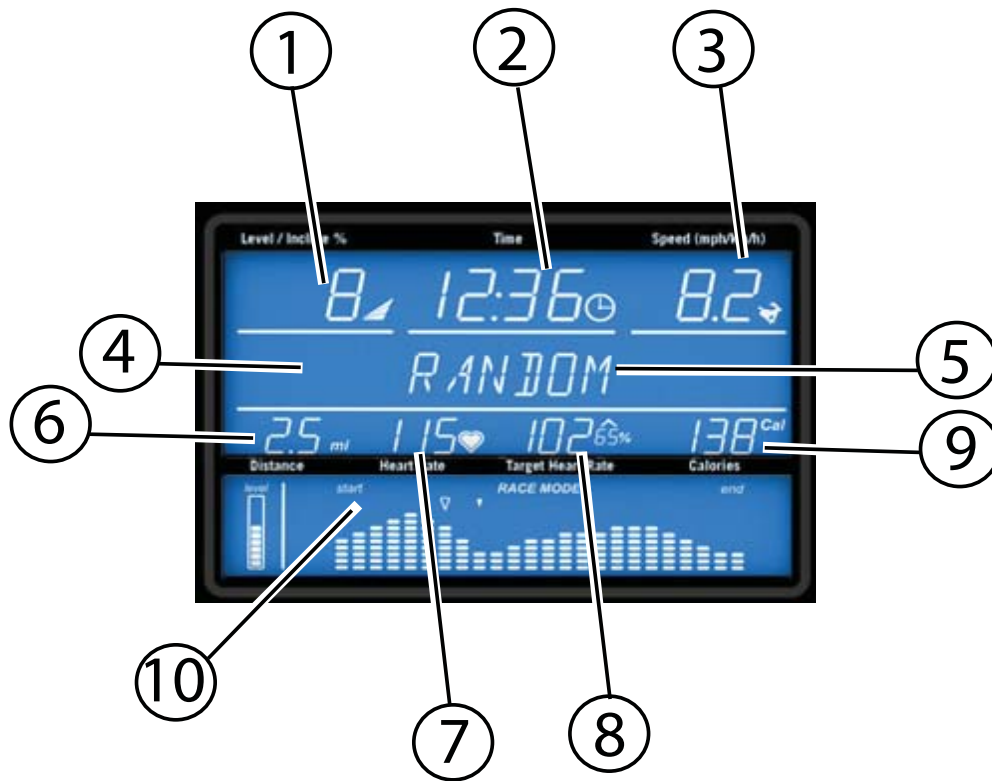 1 2 3
Level / Incline % Time Speed (mph/km/h)
8 12:36 8.2
4 RANDOM 5
6 2.5 mi 115 102 65% 138 Cal 9
Distance Heart Rate Target Heart Rate Calories
level start RACE MODE end
10 7 8